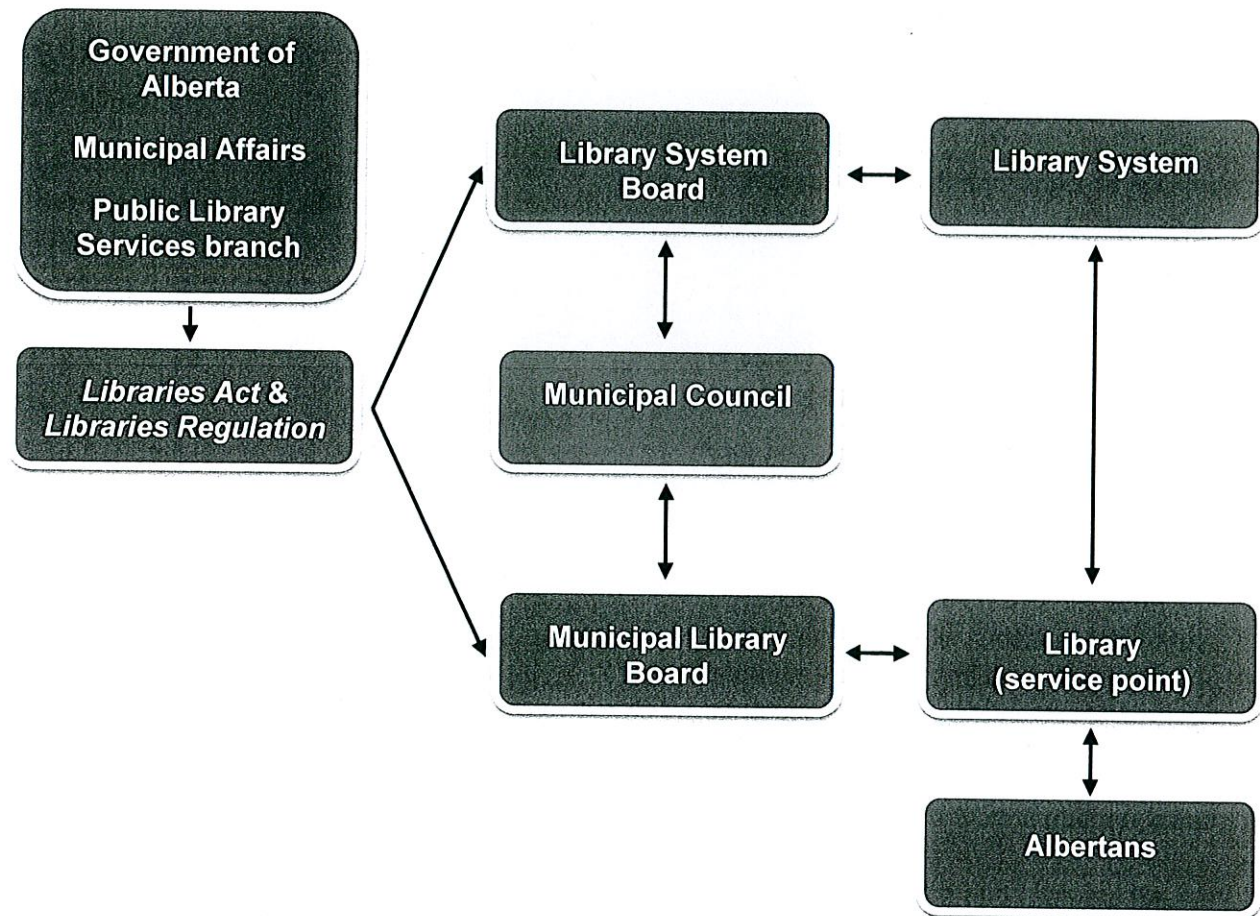 Government of
Alberta
Municipal Affairs
Public Library
Services branch
Libraries Act &
Libraries Regulation
Library System
Board
Library System
Municipal Council
Municipal Library
Board
Library
(service point)
Albertans